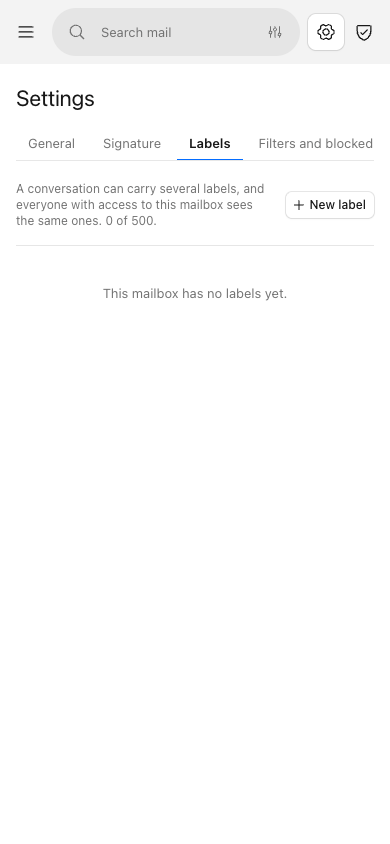 Search mail
Settings
General
Signature
Labels
Filters and blocked
A conversation can carry several labels, and
everyone with access to this mailbox sees
the same ones. 0 of 500.
New label
This mailbox has no labels yet.